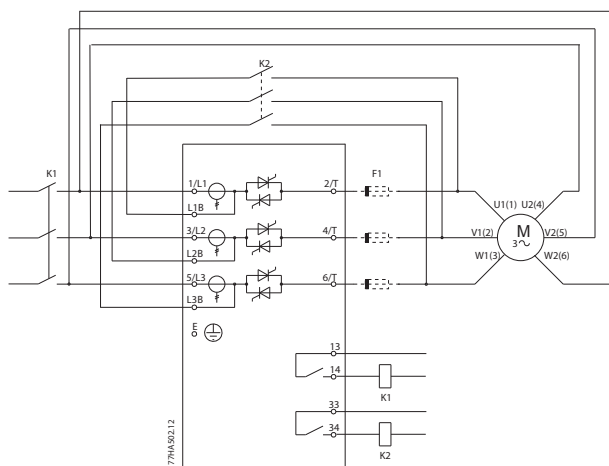 K2
K1
F1
1/L1
2/T
L1B
U1(1) U2(4)
3/L2
4/T
V1(2)
M
3~
V2(5)
L2B
W1(3)
W2(6)
5/L3
6/T
L3B
E
13
14
K1
33
34
K2
177HA502.12